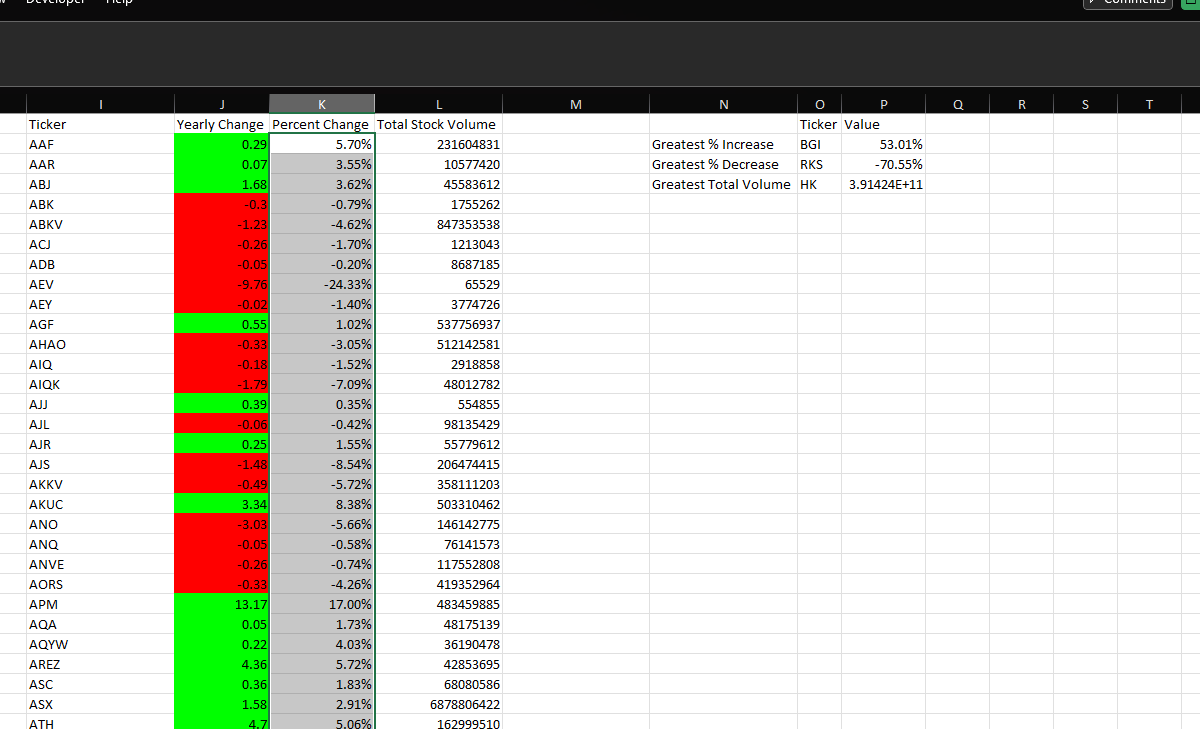 Developer Help Comments
I J K L M N O P Q R S T
Ticker Yearly Change Percent Change Total Stock Volume Ticker Value
AAF 0.29 5.70% 231604831 Greatest % Increase BGI 53.01%
AAR 0.07 3.55% 10577420 Greatest % Decrease RKS -70.55%
ABJ 1.68 3.62% 45583612 Greatest Total Volume HK 3.91424E+11
ABK -0.3 -0.79% 1755262
ABKV -1.23 -4.62% 847353538
ACJ -0.26 -1.70% 1213043
ADB -0.05 -0.20% 8687185
AEV -9.76 -24.33% 65529
AEY -0.02 -1.40% 3774726
AGF 0.55 1.02% 537756937
AHAO -0.33 -3.05% 512142581
AIQ -0.18 -1.52% 2918858
AIQK -1.79 -7.09% 48012782
AJJ 0.39 0.35% 554855
AJL -0.06 -0.42% 98135429
AJR 0.25 1.55% 55779612
AJS -1.48 -8.54% 206474415
AKKV -0.49 -5.72% 358111203
AKUC 3.34 8.38% 503310462
ANO -3.03 -5.66% 146142775
ANQ -0.05 -0.58% 76141573
ANVE -0.26 -0.74% 117552808
AORS -0.33 -4.26% 419352964
APM 13.17 17.00% 483459885
AQA 0.05 1.73% 48175139
AQYW 0.22 4.03% 36190478
AREZ 4.36 5.72% 42853695
ASC 0.36 1.83% 68080586
ASX 1.58 2.91% 6878806422
ATH 4.7 5.06% 162999510